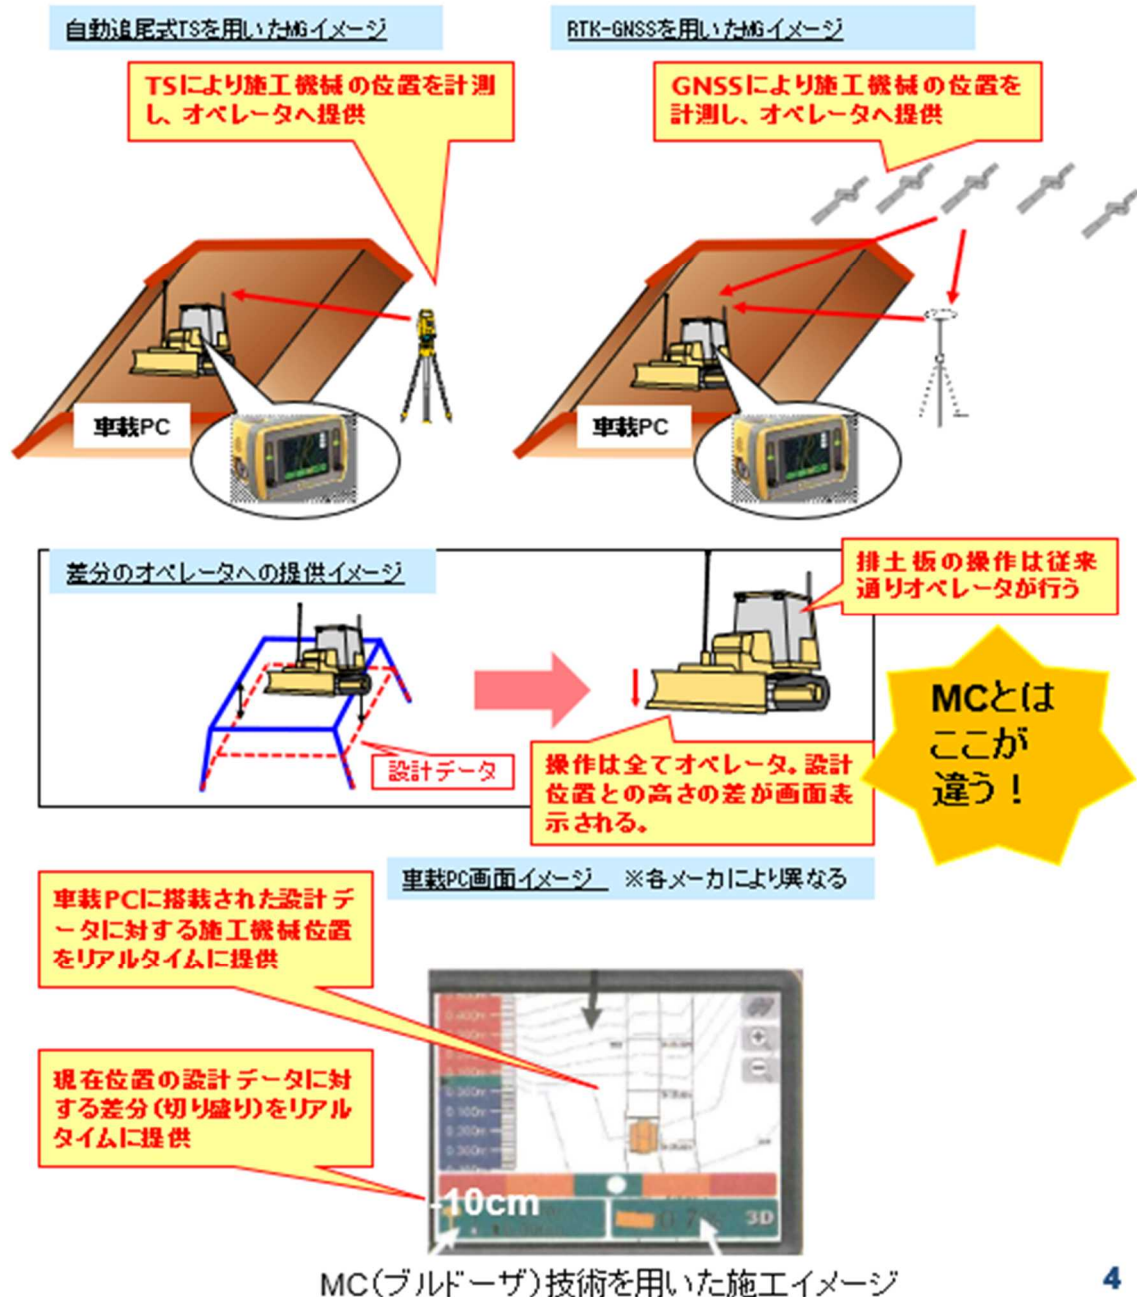 自動追尾式TSを用いたMGイメージ
RTK-GNSSを用いたMGイメージ
TSにより施工機械の位置を計測
し、オペレータへ提供
GNSSにより施工機械の位置を
計測し、オペレータへ提供
車載PC
車載PC
差分のオペレータへの提供イメージ
排土板の操作は従来
通りオペレータが行う
設計データ
操作は全てオペレータ。設計
位置との高さの差が画面表
示される。
MCとは
ここが
違う！
車載PC画面イメージ　※各メーカにより異なる
車載PCに搭載された設計デ
ータに対する施工機械位置
をリアルタイムに提供
現在位置の設計データに対
する差分(切り盛り)をリアル
タイムに提供
-10cm
3D
MC(ブルドーザ)技術を用いた施工イメージ
4